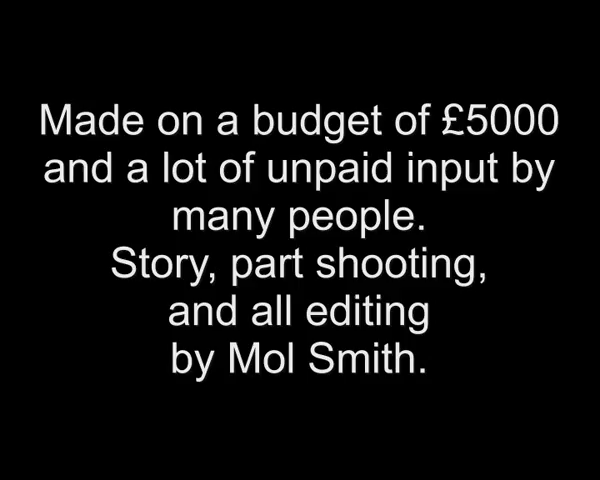 Made on a budget of £5000
and a lot of unpaid input by
many people.
Story, part shooting,
and all editing
by Mol Smith.